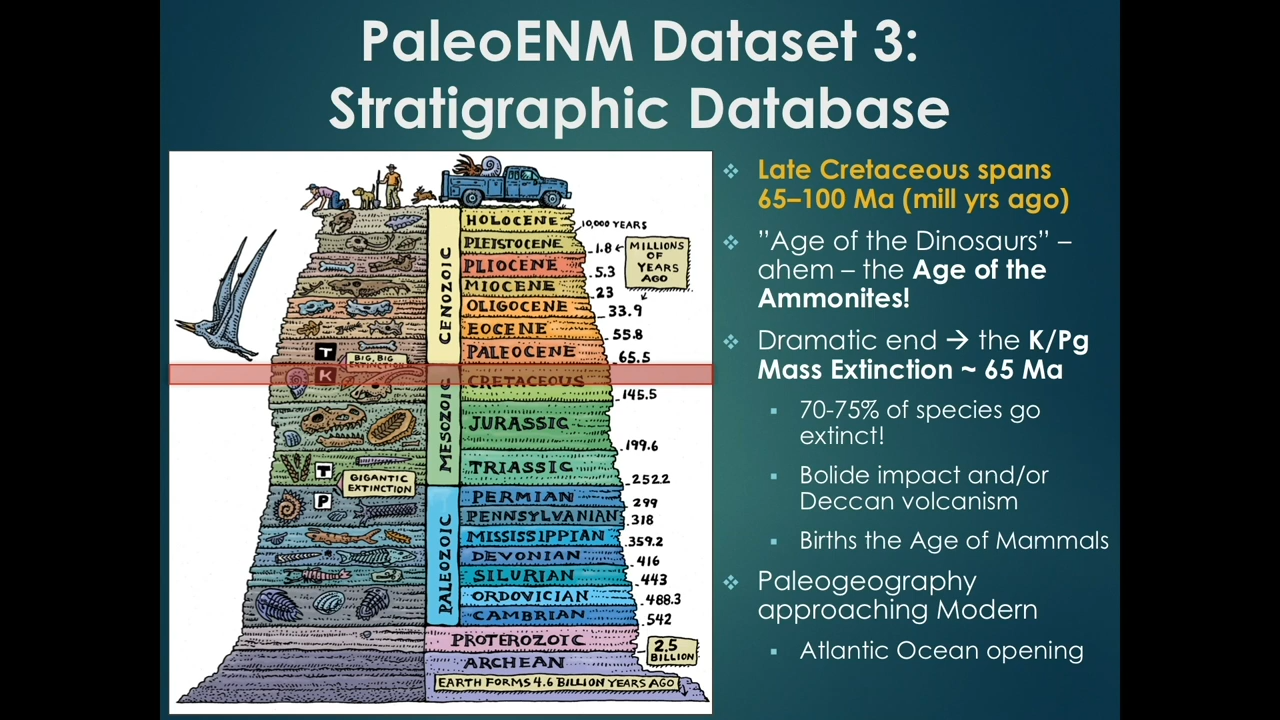 PaleoENM Dataset 3:
Stratigraphic Database
HOLOCENE
10,000 YEARS
PLEISTOCENE
1.8
MILLIONS
OF
YEARS
AGO
PLIOCENE
5.3
MIOCENE
23
OLIGOCENE
33.9
EOCENE
55.8
PALEOCENE
65.5
CENOZOIC
T
BIG, BIG
EXTINCTION
K
CRETACEOUS
145.5
JURASSIC
199.6
MESOZOIC
TRIASSIC
252.2
T
GIGANTIC
EXTINCTION
P
PERMIAN
299
PENNSYLVANIAN
318
MISSISSIPPIAN
359.2
DEVONIAN
416
SILURIAN
443
ORDOVICIAN
488.3
CAMBRIAN
542
PALEOZOIC
PROTEROZOIC
2.5
BILLION
ARCHEAN
EARTH FORMS 4.6 BILLION YEARS AGO
Late Cretaceous spans
65–100 Ma (mill yrs ago)
”Age of the Dinosaurs” –
ahem – the Age of the
Ammonites!
Dramatic end → the K/Pg
Mass Extinction ~ 65 Ma
70-75% of species go
extinct!
Bolide impact and/or
Deccan volcanism
Births the Age of Mammals
Paleogeography
approaching Modern
Atlantic Ocean opening